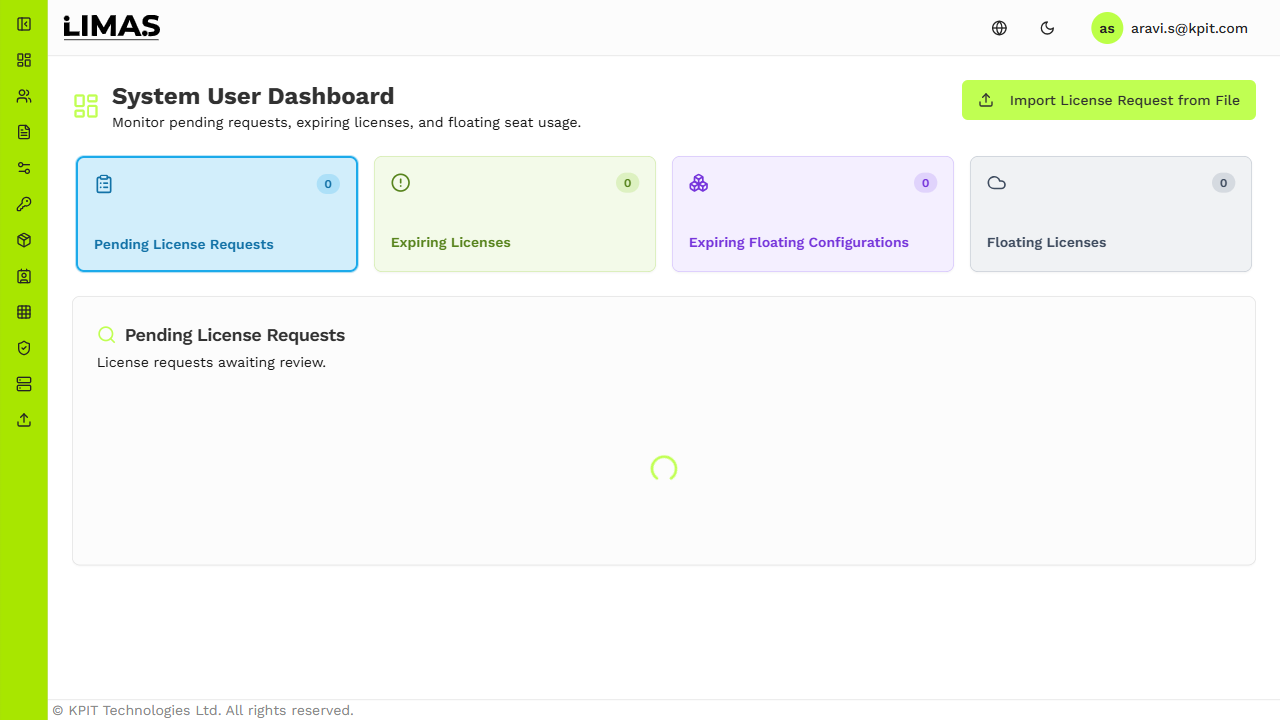 LIMAS
as
aravi.s@kpit.com
System User Dashboard
Monitor pending requests, expiring licenses, and floating seat usage.
Import License Request from File
0
Pending License Requests
0
Expiring Licenses
0
Expiring Floating Configurations
0
Floating Licenses
Pending License Requests
License requests awaiting review.
© KPIT Technologies Ltd. All rights reserved.